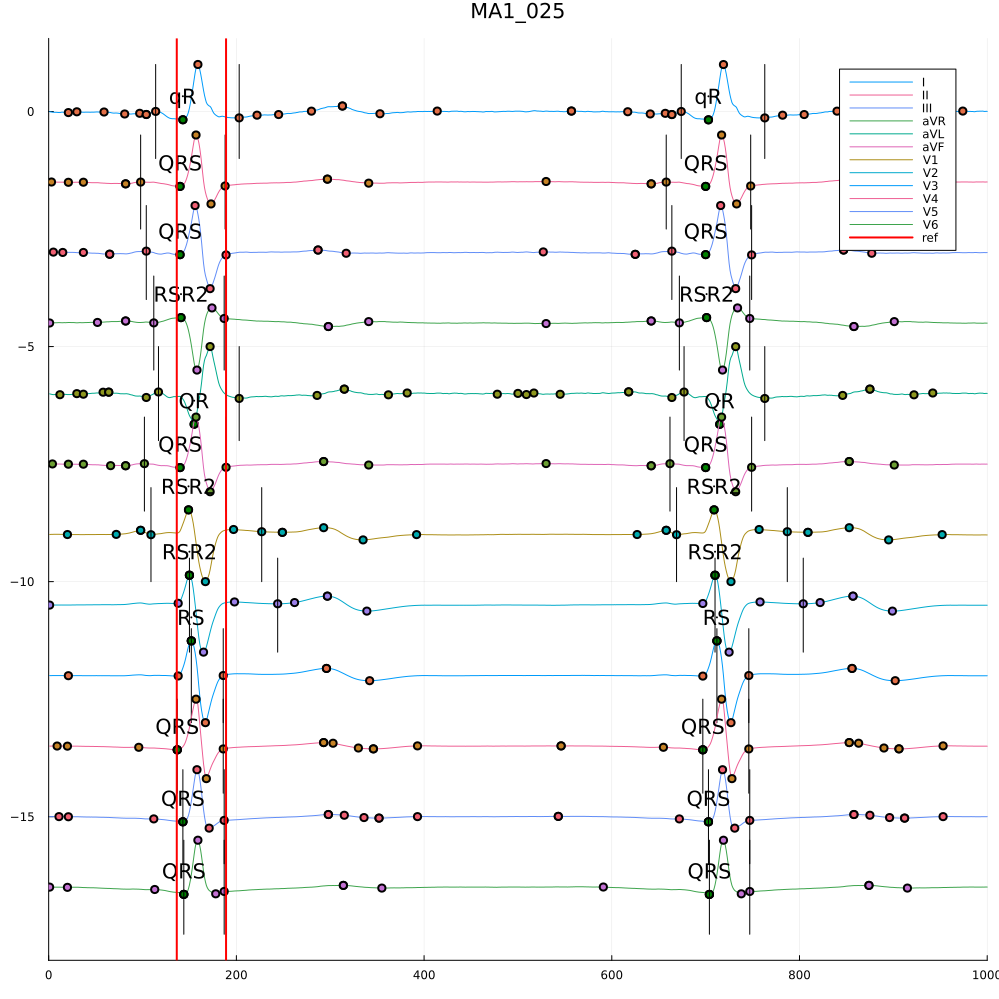 MA1_025
qR qR
I
II
III
aVR
aVL
aVF
V1
V2
V3
V4
V5
V6
ref
0
QRS QRS
QRS QRS
RSR2 RSR2
−5
QR QR
QRS QRS
RSR2 RSR2
RSR2 RSR2
−10
RS RS
QRS QRS
QRS QRS
−15
QRS QRS
0 200 400 600 800 1000